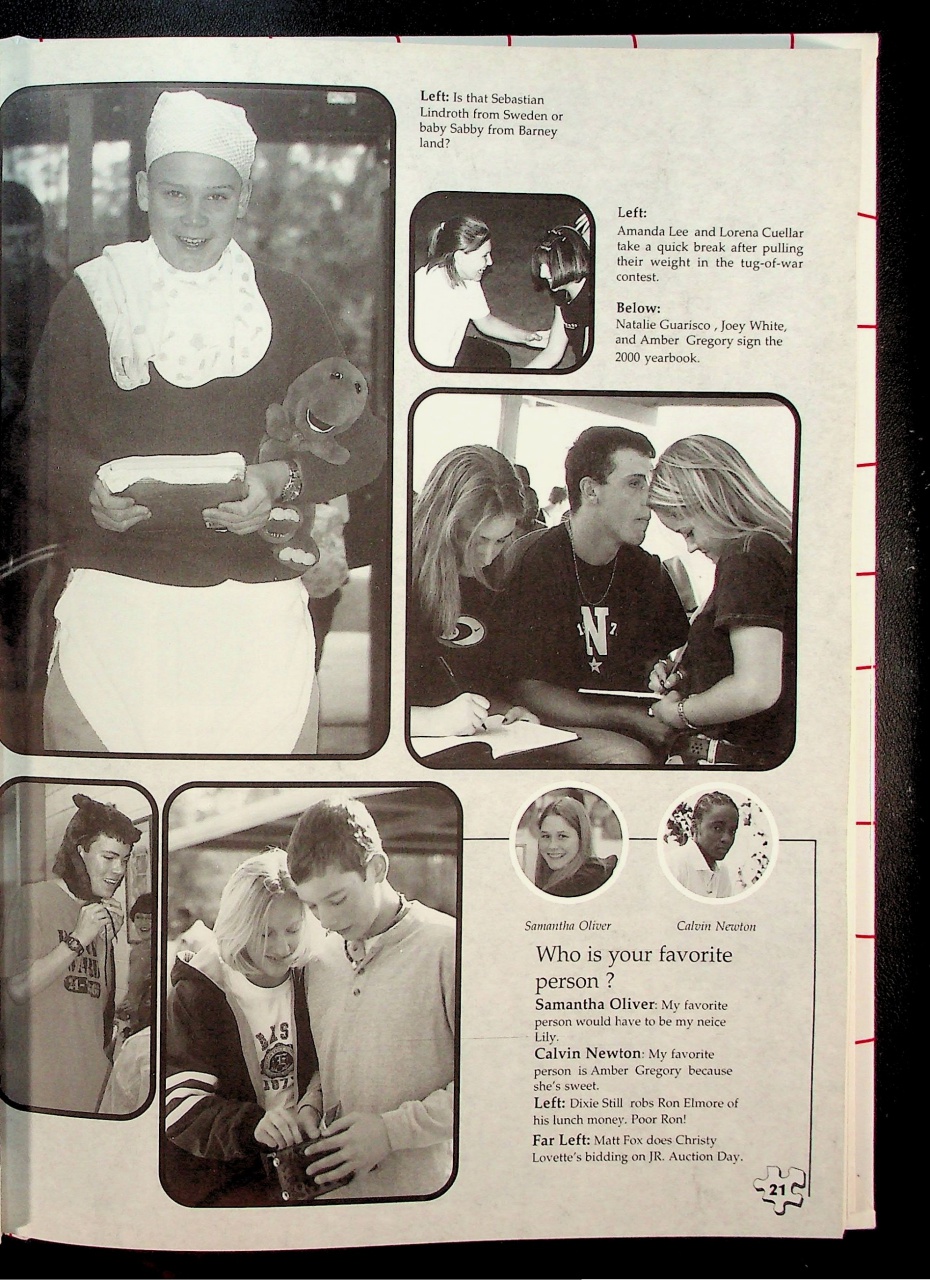 Left: Is that Sebastian
Lindroth from Sweden or
baby Sabby from Barney
land?
Left:
Amanda Lee and Lorena Cuellar
take a quick break after pulling
their weight in the tug-of-war
contest.
Below:
Natalie Guarisco , Joey White,
and Amber Gregory sign the
2000 yearbook.
N
Samantha Oliver
Calvin Newton
Who is your favorite
person ?
Samantha Oliver: My favorite
person would have to be my neice
Lily.
Calvin Newton: My favorite
person is Amber Gregory because
she's sweet.
Left: Dixie Still robs Ron Elmore of
his lunch money. Poor Ron!
Far Left: Matt Fox does Christy
Lovette's bidding on JR. Auction Day.
21